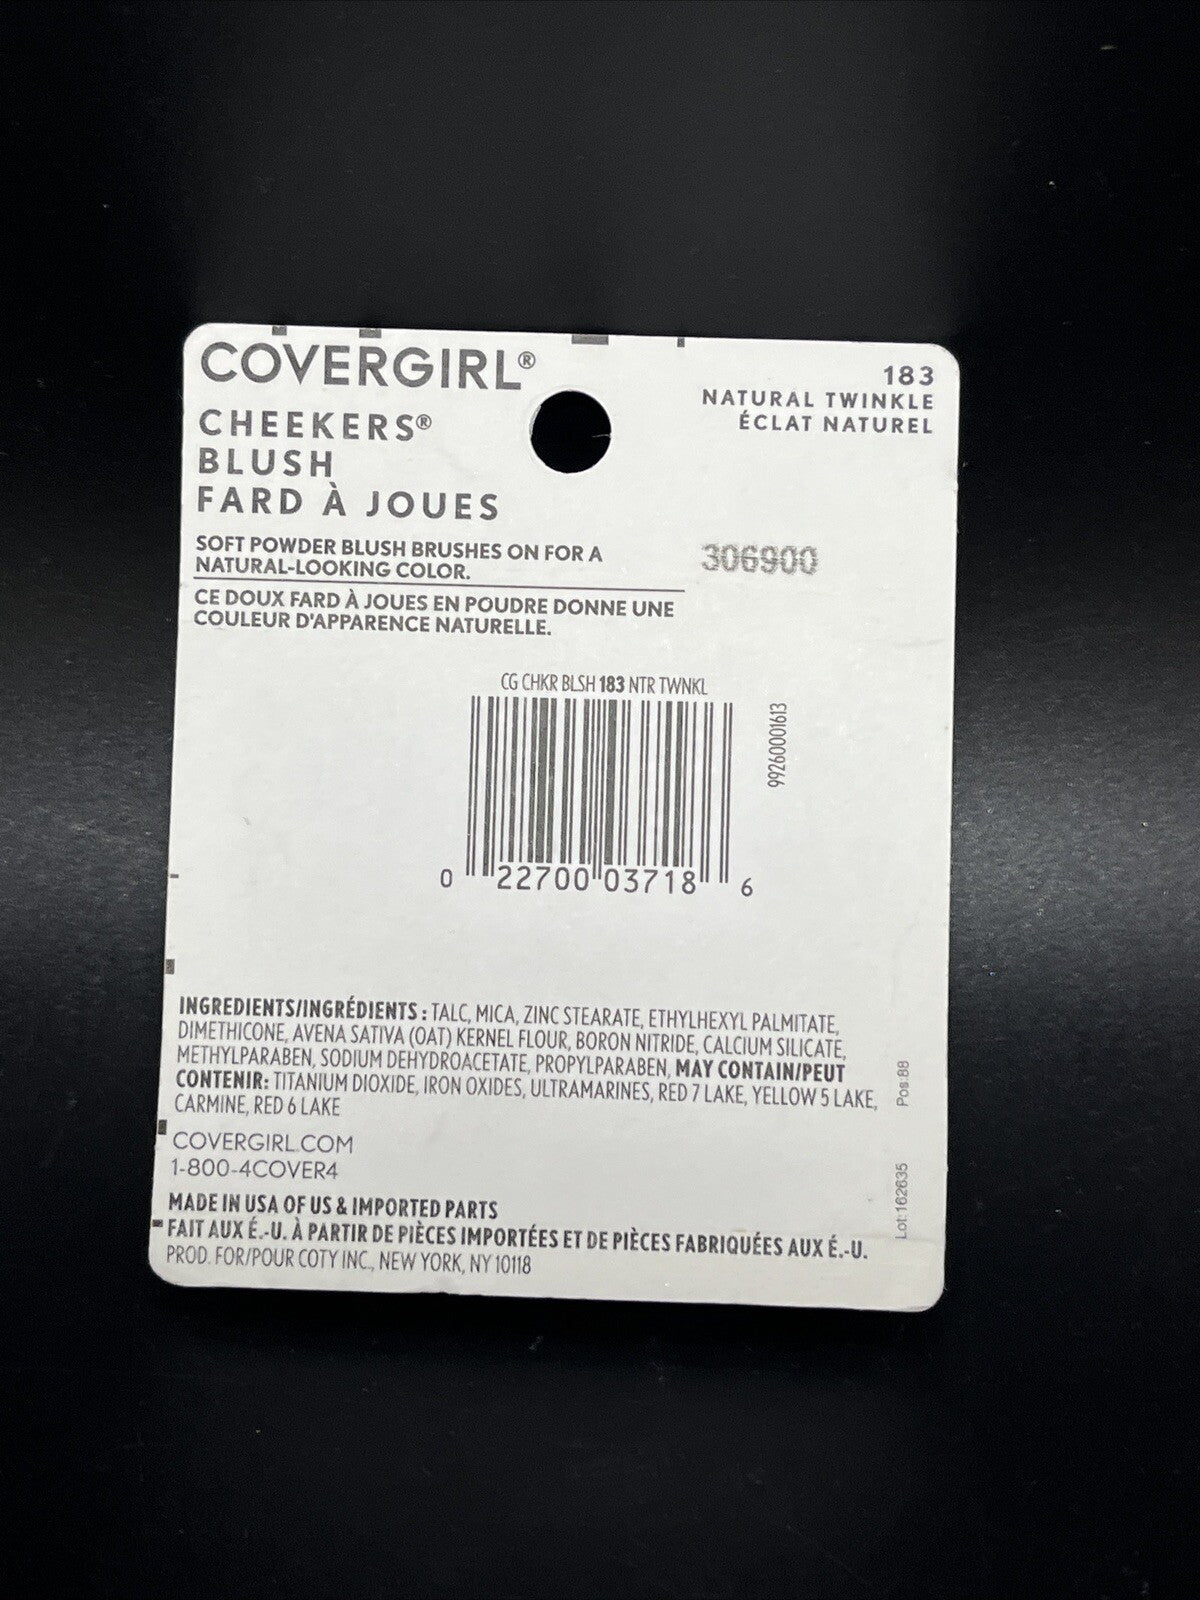 COVERGIRL®
CHEEKERS®
BLUSH
FARD À JOUES
183
NATURAL TWINKLE
ÉCLAT NATUREL
SOFT POWDER BLUSH BRUSHES ON FOR A
NATURAL-LOOKING COLOR.
CE DOUX FARD À JOUES EN POUDRE DONNE UNE
COULEUR D'APPARENCE NATURELLE.
306900
CG CHKR BLSH 183 NTR TWNKL
99260001613
0 22700 03718 6
INGREDIENTS/INGRÉDIENTS : TALC, MICA, ZINC STEARATE, ETHYLHEXYL PALMITATE,
DIMETHICONE, AVENA SATIVA (OAT) KERNEL FLOUR, BORON NITRIDE, CALCIUM SILICATE,
METHYLPARABEN, SODIUM DEHYDROACETATE, PROPYLPARABEN, MAY CONTAIN/PEUT
CONTENIR: TITANIUM DIOXIDE, IRON OXIDES, ULTRAMARINES, RED 7 LAKE, YELLOW 5 LAKE,
CARMINE, RED 6 LAKE
COVERGIRL.COM
1-800-4COVER4
MADE IN USA OF US & IMPORTED PARTS
FAIT AUX É.-U. À PARTIR DE PIÈCES IMPORTÉES ET DE PIÈCES FABRIQUÉES AUX É.-U.
PROD. FOR/POUR COTY INC., NEW YORK, NY 10118
Lot:162635
Pos:88